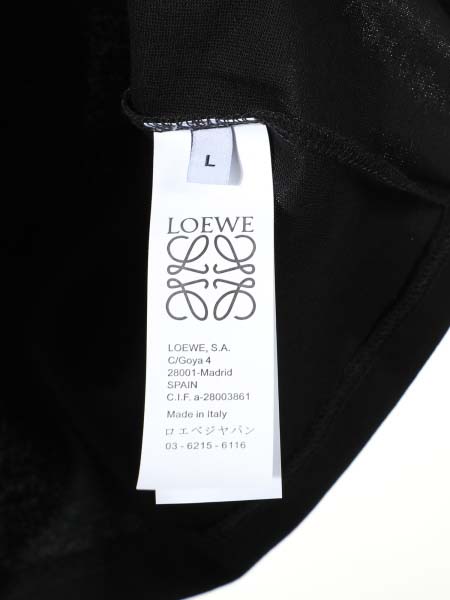 L
LOEWE
LOEWE, S.A.
C/Goya 4
28001-Madrid
SPAIN
C.I.F. a-28003861
Made in Italy
ロエベジャパン
03 - 6215 - 6116